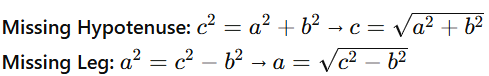 Missing Hypotenuse: c² = a² + b² → c = √(a² + b²)
Missing Leg: a² = c² − b² → a = √(c² − b²)